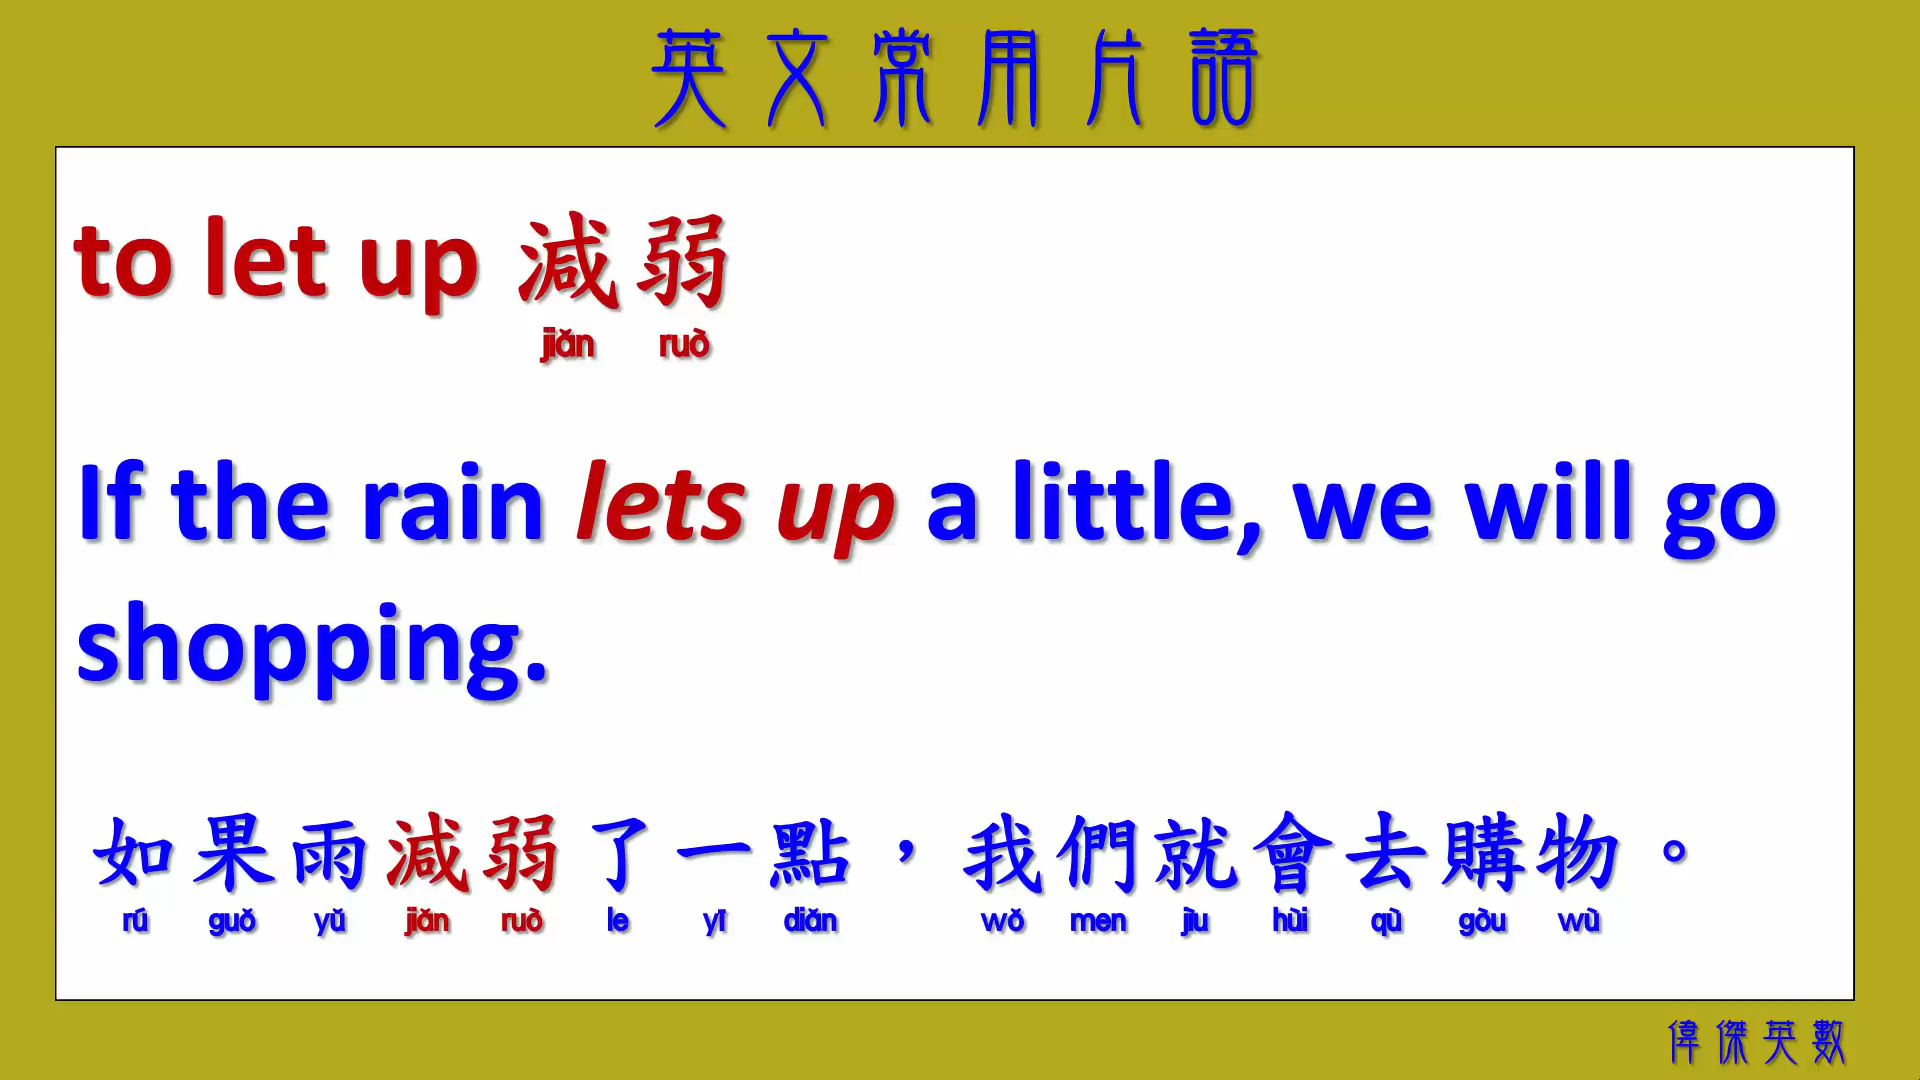 英文常用片語
to let up 減弱
jiǎn ruò
If the rain lets up a little, we will go
shopping.
如果雨減弱了一點，我們就會去購物。
rú guǒ yǔ jiǎn ruò le yī diǎn wǒ men jìu hùi qù gòu wù
偉傑英數